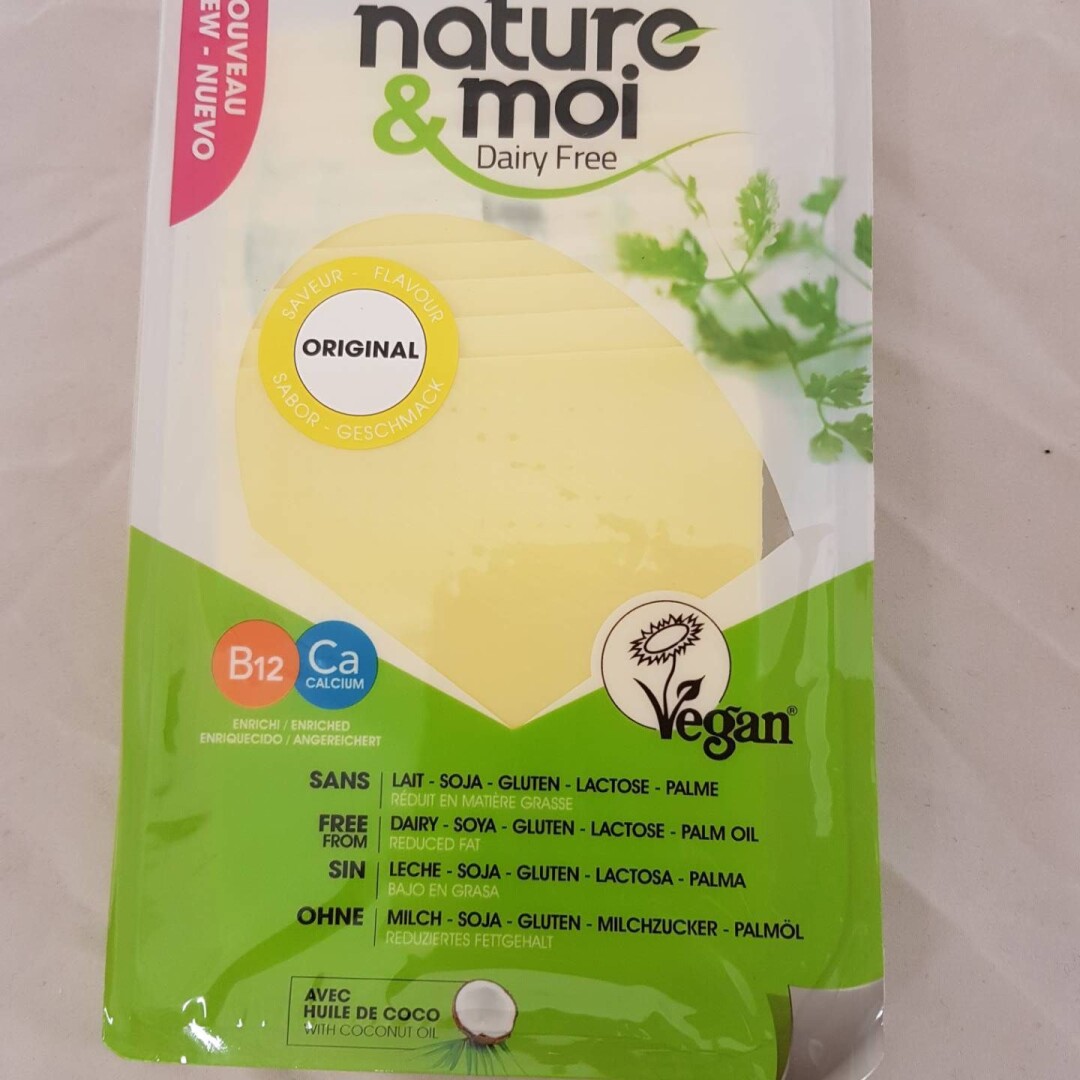 NOUVEAU
NEW - NUEVO
nature
& moi
Dairy Free
SAVEUR - FLAVOUR
ORIGINAL
SABOR - GESCHMACK
B12
Ca
CALCIUM
ENRICHI / ENRICHED
ENRIQUECIDO / ANGEREICHERT
Vegan®
SANS LAIT - SOJA - GLUTEN - LACTOSE - PALME
RÉDUIT EN MATIÈRE GRASSE
FREE FROM DAIRY - SOYA - GLUTEN - LACTOSE - PALM OIL
REDUCED FAT
SIN LECHE - SOJA - GLUTEN - LACTOSA - PALMA
BAJO EN GRASA
OHNE MILCH - SOJA - GLUTEN - MILCHZUCKER - PALMÖL
REDUZIERTES FETTGEHALT
AVEC
HUILE DE COCO
WITH COCONUT OIL